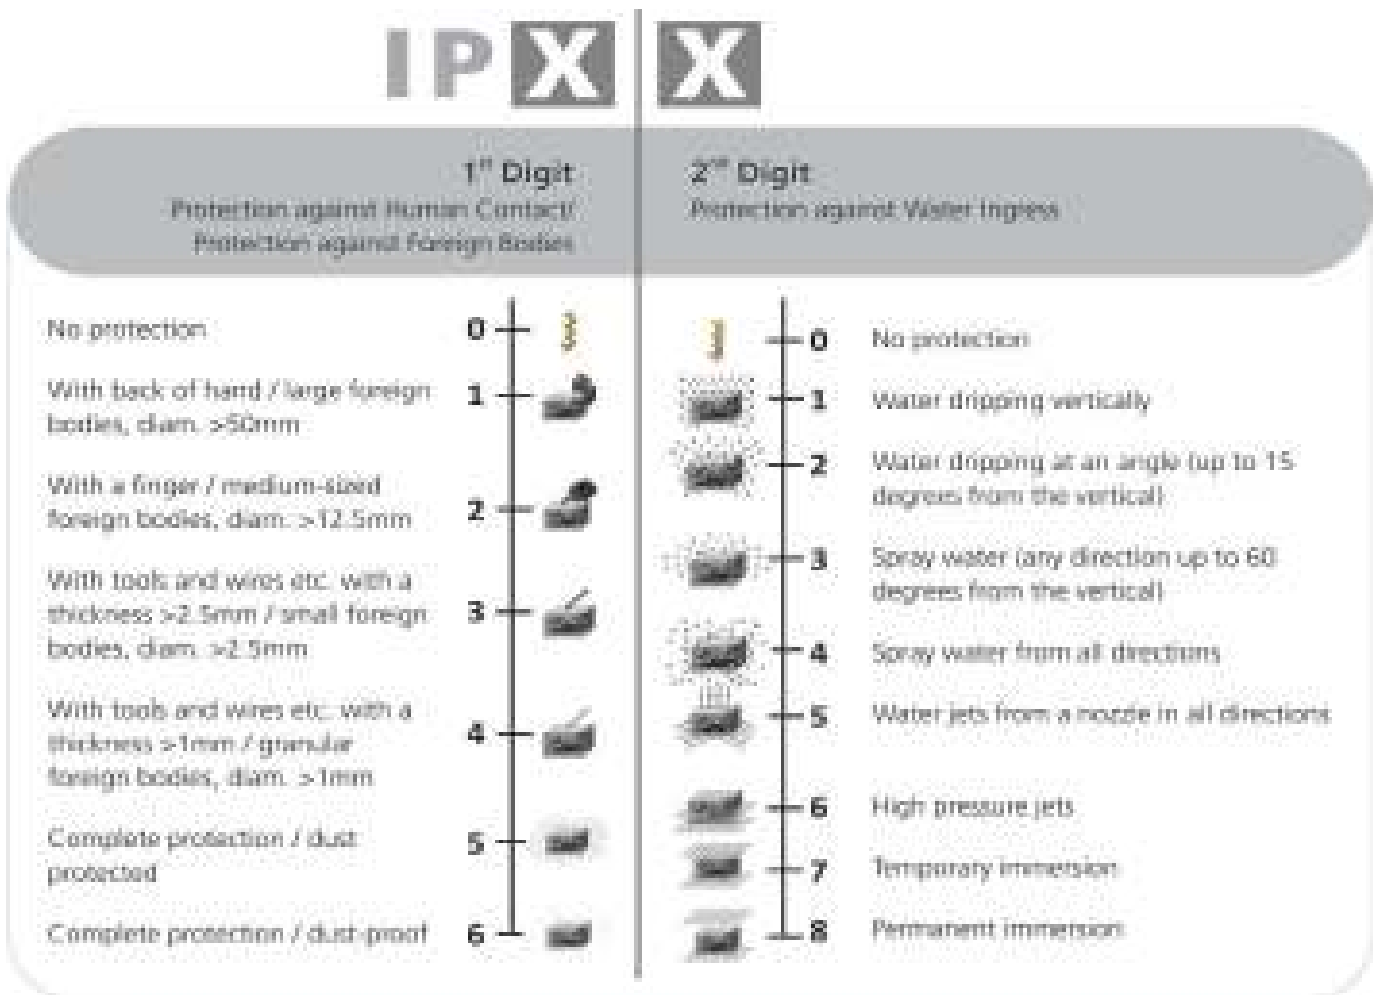 IPX X
1st Digit
Protection against Human Contact/
Protection against Foreign Bodies
No protection 0
With back of hand / large foreign 1
bodies, diam. >50mm
With a finger / medium-sized 2
foreign bodies, diam. >12.5mm
With tools and wires etc. with a
thickness >2.5mm / small foreign 3
bodies, diam. >2.5mm
With tools and wires etc. with a
thickness >1mm / granular 4
foreign bodies, diam. >1mm
Complete protection / dust 5
protected
Complete protection / dust-proof 6
2nd Digit
Protection against Water Ingress
0 No protection
1 Water dripping vertically
2 Water dripping at an angle (up to 15
degrees from the vertical)
3 Spray water (any direction up to 60
degrees from the vertical)
4 Spray water from all directions
5 Water jets from a nozzle in all directions
6 High pressure jets
7 Temporary immersion
8 Permanent immersion